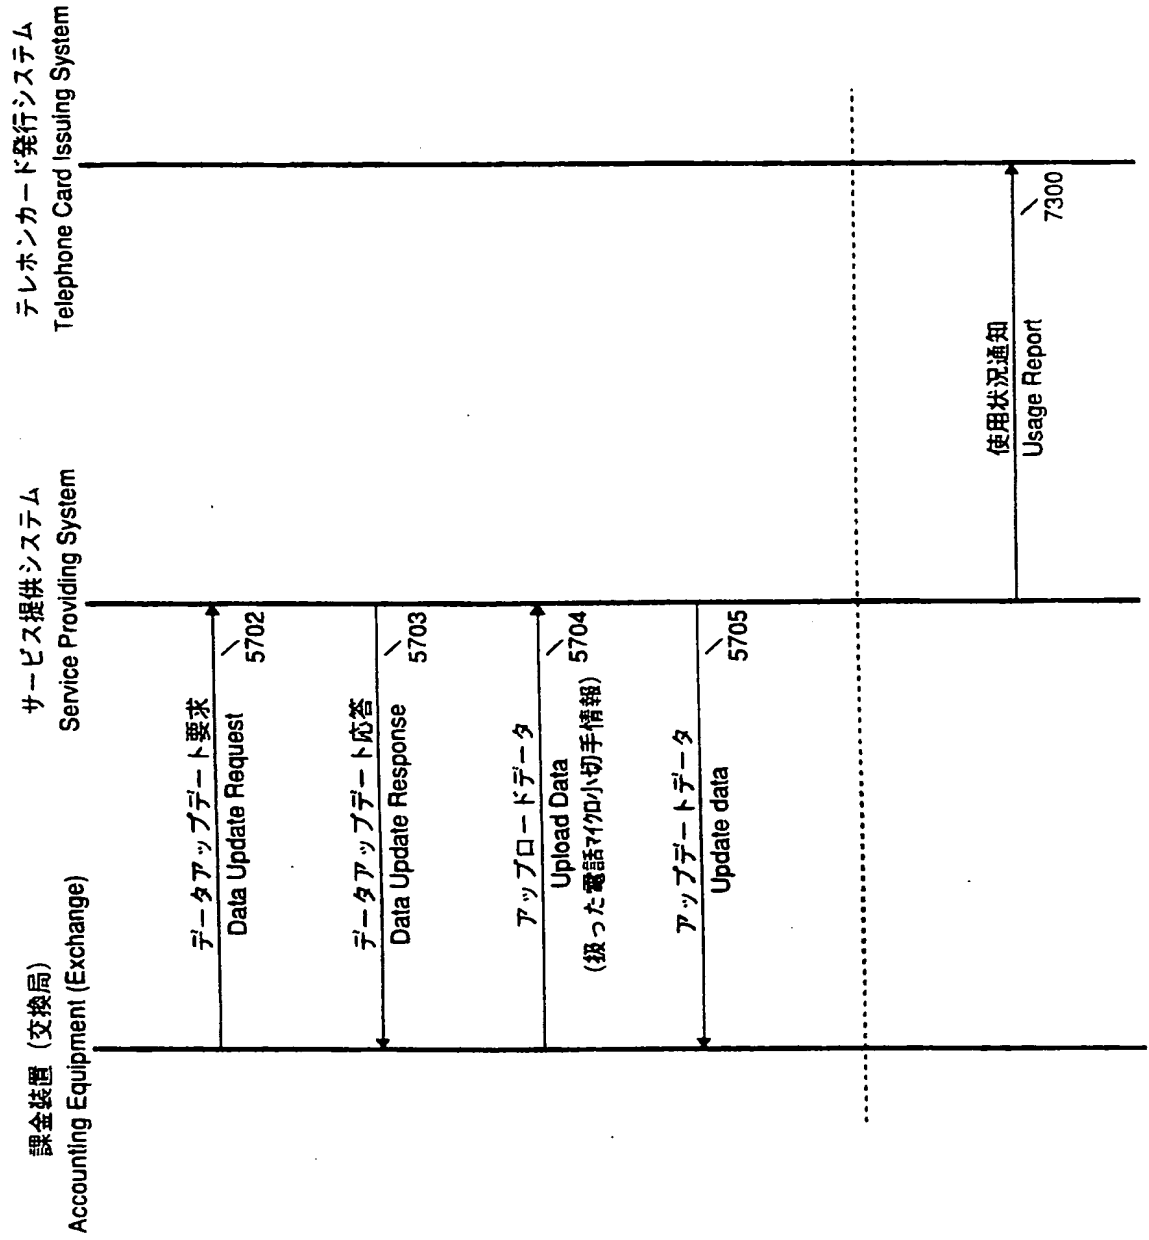 課金装置（交換局）
Accounting Equipment (Exchange)
サービス提供システム
Service Providing System
テレホンカード発行システム
Telephone Card Issuing System
データアップデート要求
Data Update Request
5702
データアップデート応答
Data Update Response
5703
アップロードデータ
Upload Data
(扱った電話マイクロ小切手情報)
5704
アップデートデータ
Update data
5705
使用状況通知
Usage Report
7300